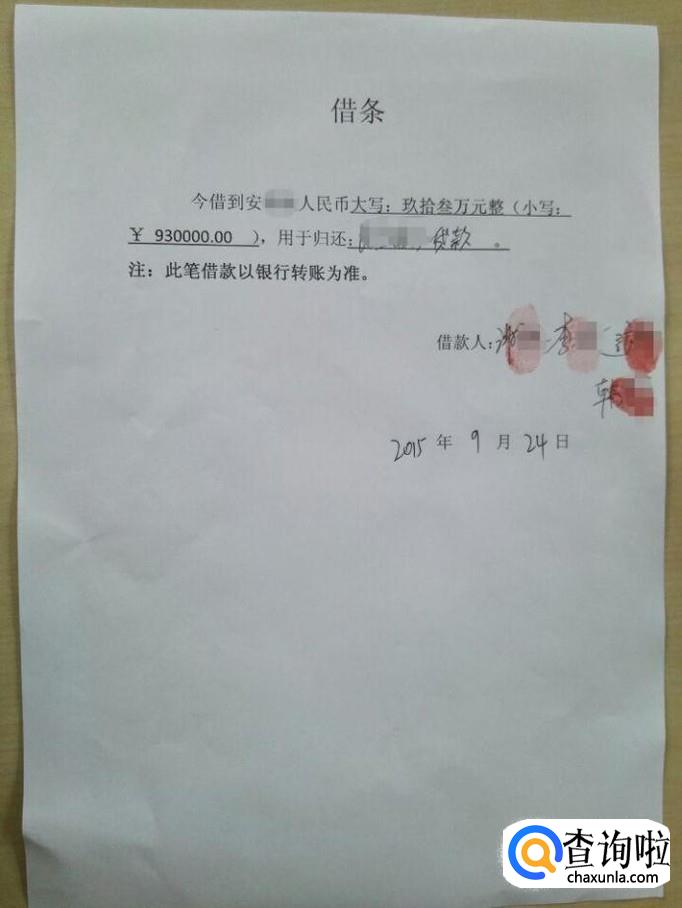 借条
今借到安 人民币大写：玖拾叁万元整（小写：
￥ 930000.00 ），用于归还： 贷款 。
注：此笔借款以银行转账为准。
借款人： 李
韩
2015 年 9 月 24 日
查询啦
chaxunla.com